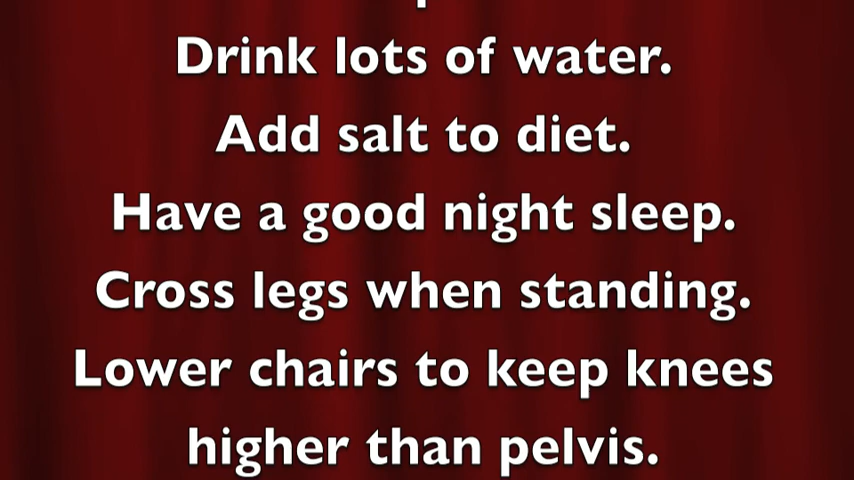 Drink lots of water.
Add salt to diet.
Have a good night sleep.
Cross legs when standing.
Lower chairs to keep knees
higher than pelvis.